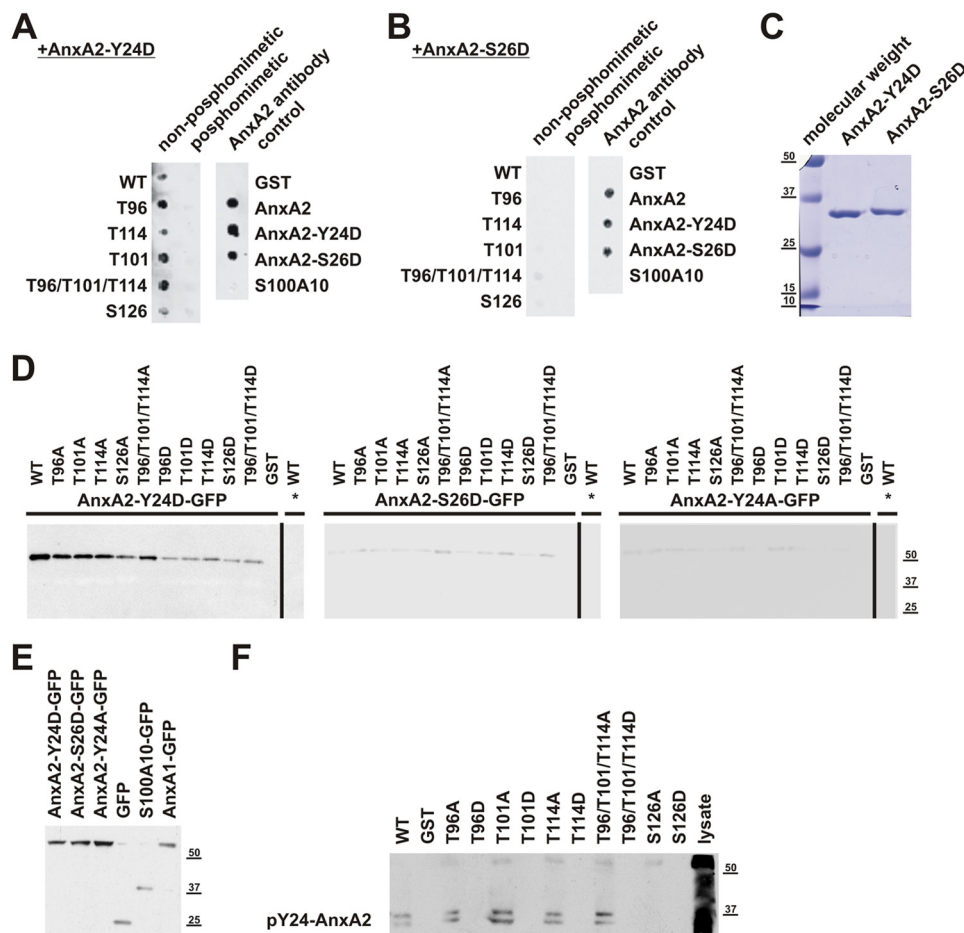 A
+AnxA2-Y24D
non-posphomimetic
posphomimetic
AnxA2 antibody
control
WT
T96
T114
T101
T96/T101/T114
S126
GST
AnxA2
AnxA2-Y24D
AnxA2-S26D
S100A10
B
+AnxA2-S26D
non-posphomimetic
posphomimetic
AnxA2 antibody
control
WT
T96
T114
T101
T96/T101/T114
S126
GST
AnxA2
AnxA2-Y24D
AnxA2-S26D
S100A10
C
molecular weight
AnxA2-Y24D
AnxA2-S26D
50
37
25
15
10
D
WT
T96A
T101A
T114A
S126A
T96/T101/T114A
T96D
T101D
T114D
S126D
T96/T101/T114D
GST
WT
AnxA2-Y24D-GFP
*
WT
T96A
T101A
T114A
S126A
T96/T101/T114A
T96D
T101D
T114D
S126D
T96/T101/T114D
GST
WT
AnxA2-S26D-GFP
*
WT
T96A
T101A
T114A
S126A
T96/T101/T114A
T96D
T101D
T114D
S126D
T96/T101/T114D
GST
WT
AnxA2-Y24A-GFP
*
50
37
25
E
AnxA2-Y24D-GFP
AnxA2-S26D-GFP
AnxA2-Y24A-GFP
GFP
S100A10-GFP
AnxA1-GFP
50
37
25
F
WT
GST
T96A
T96D
T101A
T101D
T114A
T114D
T96/T101/T114A
T96/T101/T114D
S126A
S126D
lysate
pY24-AnxA2
50
37